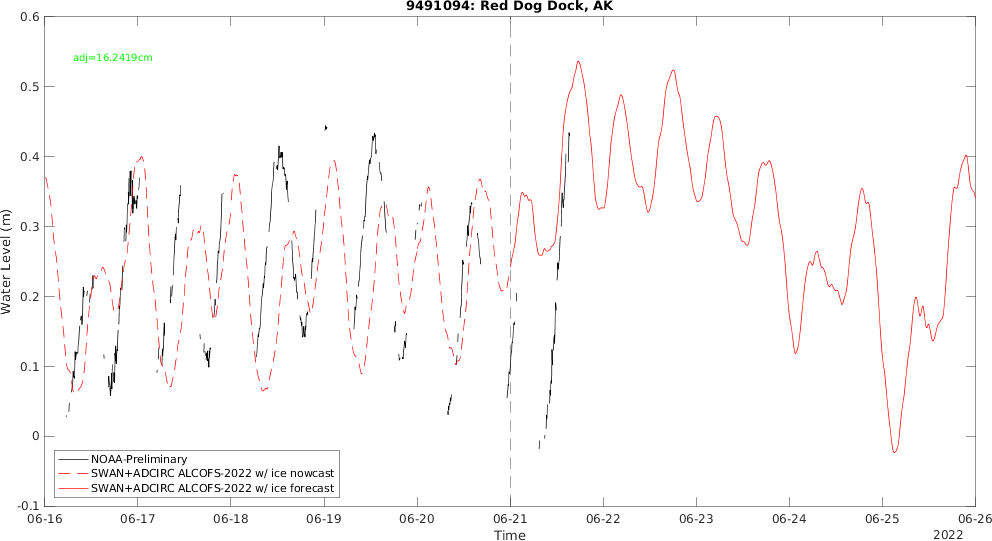 9491094: Red Dog Dock, AK
adj=16.2419cm
Water Level (m)
0.6
0.5
0.4
0.3
0.2
0.1
0
-0.1
NOAA-Preliminary
SWAN+ADCIRC ALCOFS-2022 w/ ice nowcast
SWAN+ADCIRC ALCOFS-2022 w/ ice forecast
06-16 06-17 06-18 06-19 06-20 06-21 06-22 06-23 06-24 06-25 06-26
Time
2022